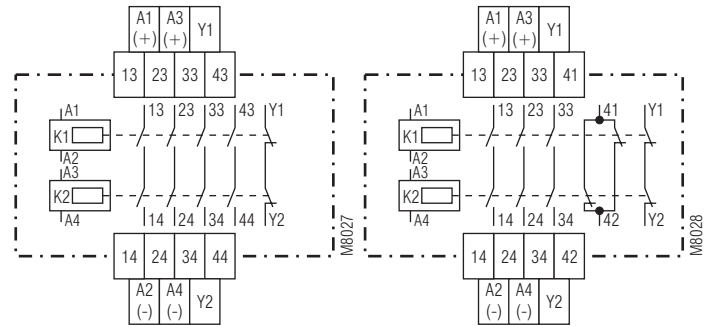 A1 (+) A3 (+) Y1
13 23 33 43
A1 13 23 33 43 Y1
K1
A2
A3
K2
A4 14 24 34 44 Y2
14 24 34 44
A2 (-) A4 (-) Y2
M8027
A1 (+) A3 (+) Y1
13 23 33 41
A1 13 23 33 41 Y1
K1
A2
A3
K2
A4 14 24 34 42 Y2
14 24 34 42
A2 (-) A4 (-) Y2
M8028